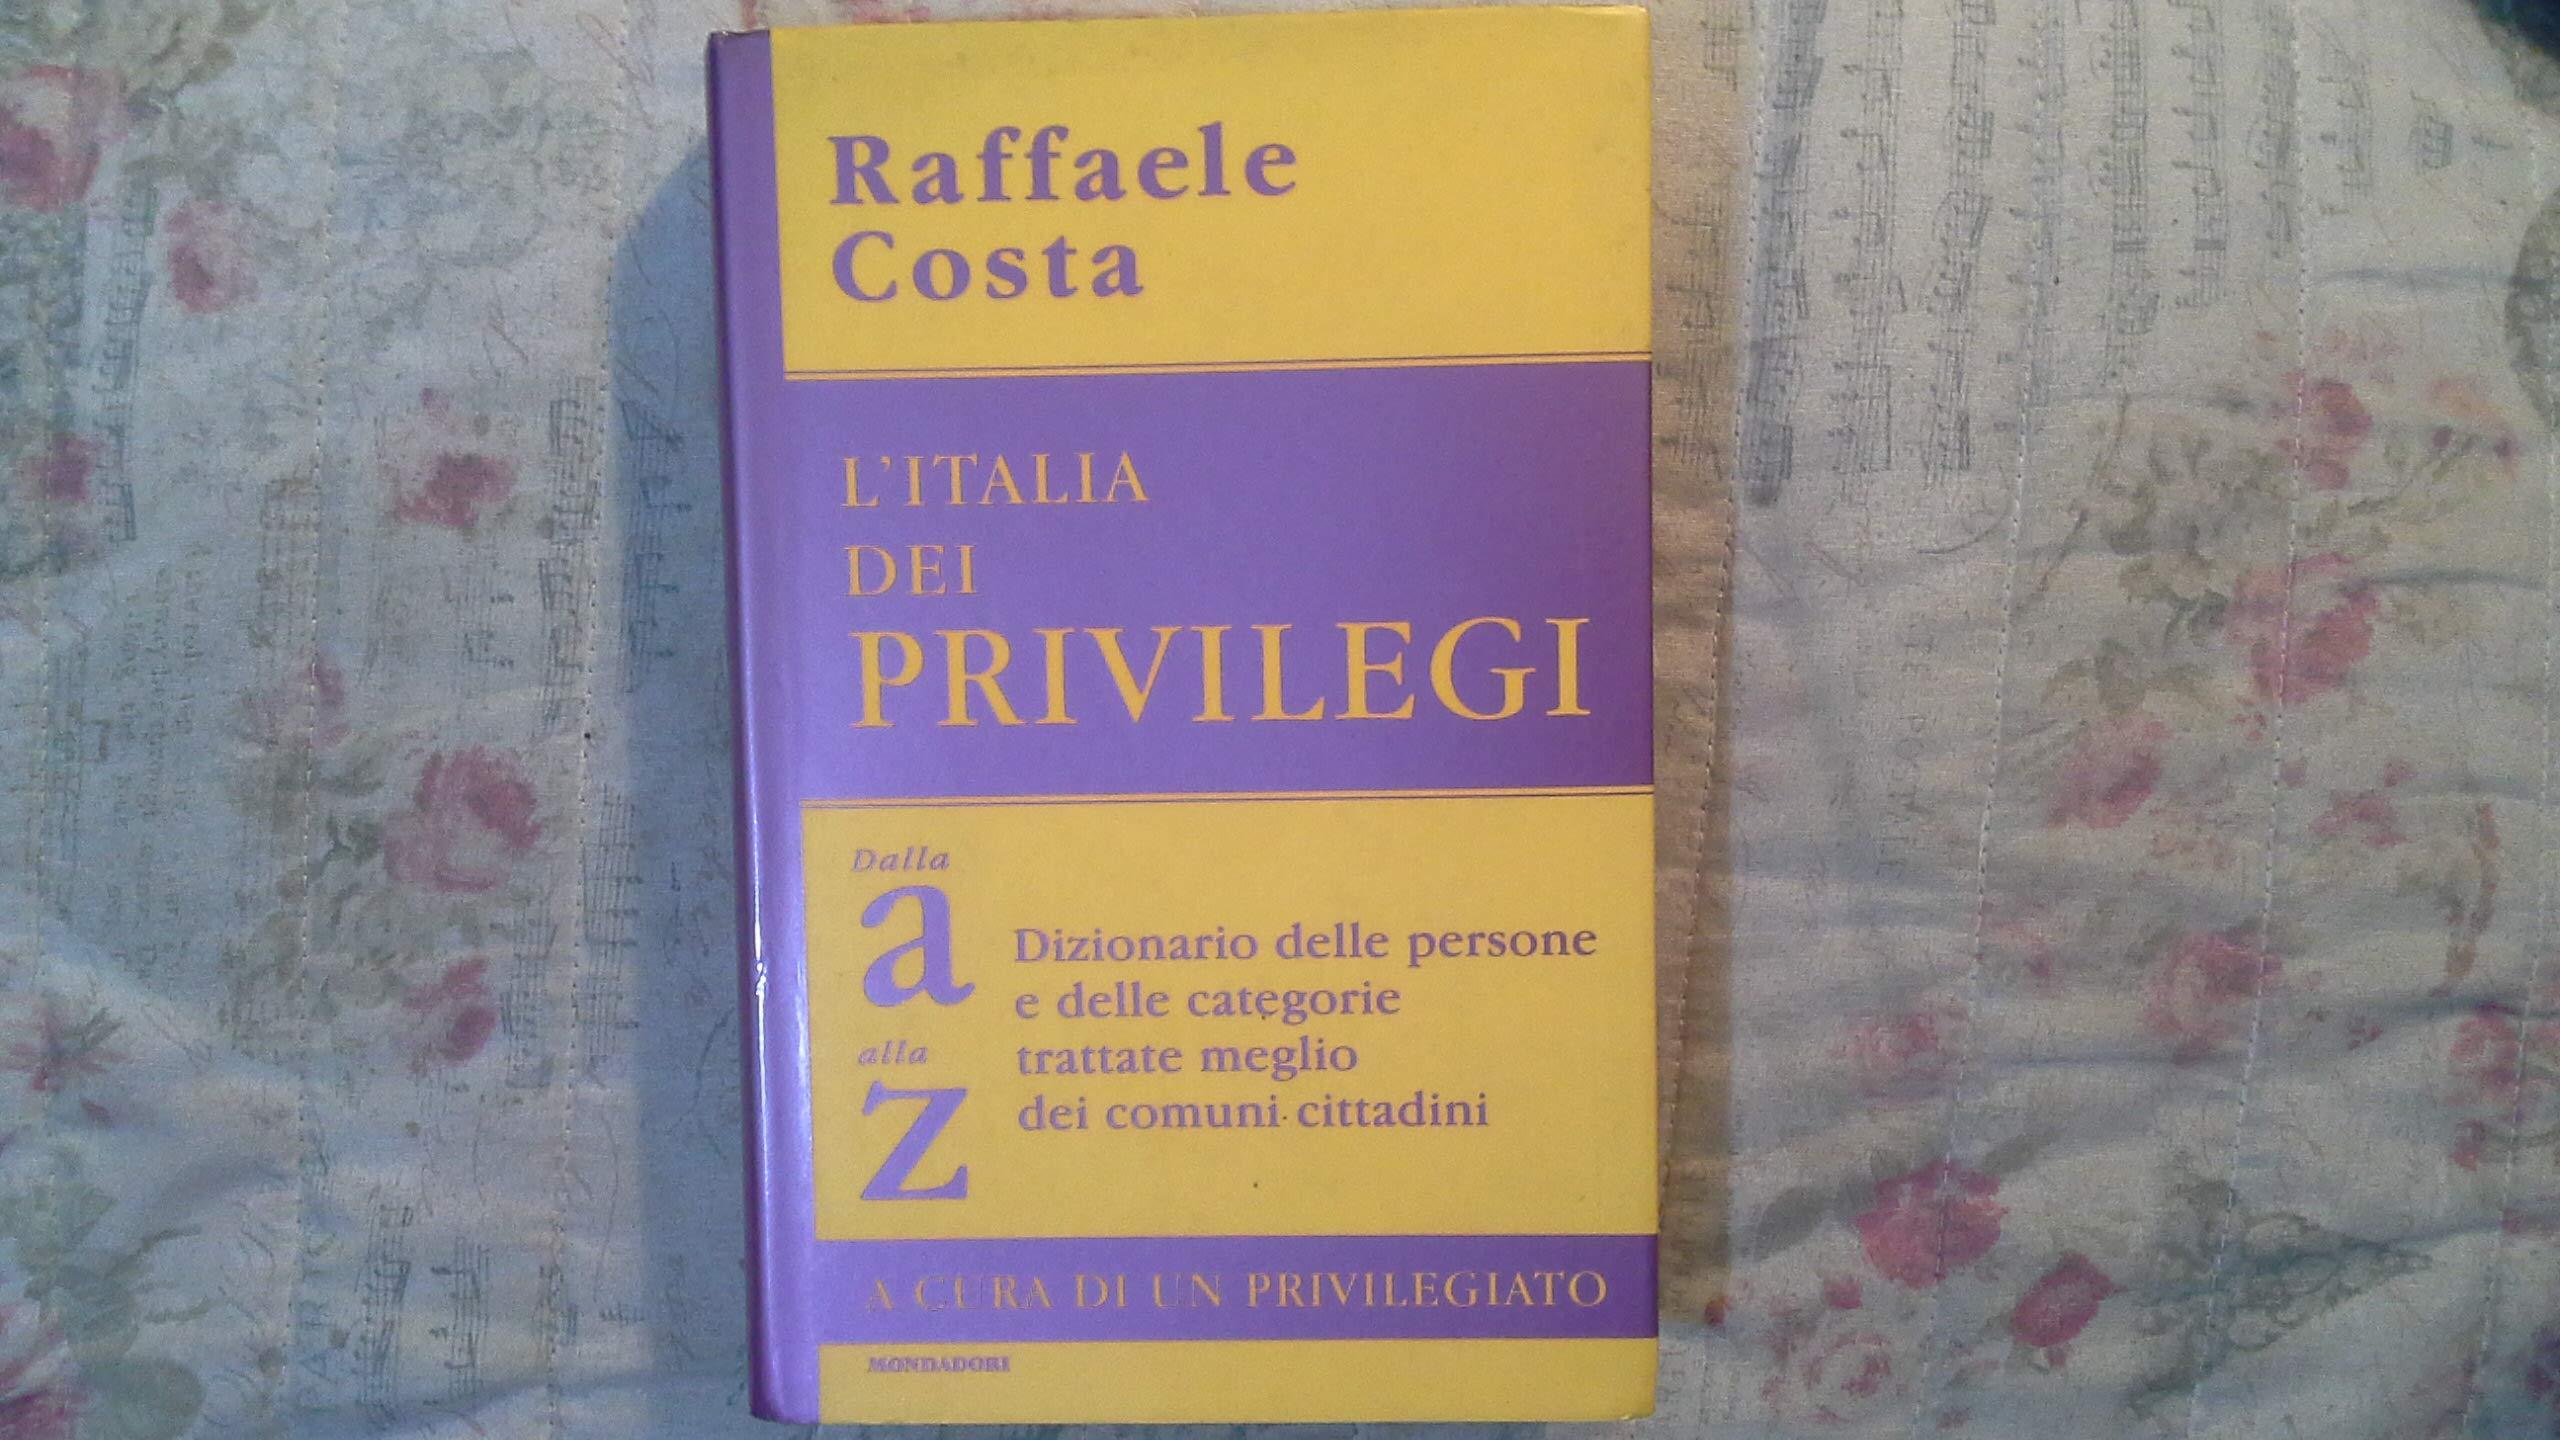 Raffaele
Costa
L'ITALIA
DEI
PRIVILEGI
Dalla
a
alla
z
Dizionario delle persone
e delle categorie
trattate meglio
dei comuni cittadini
A CURA DI UN PRIVILEGIATO
MONDADORI